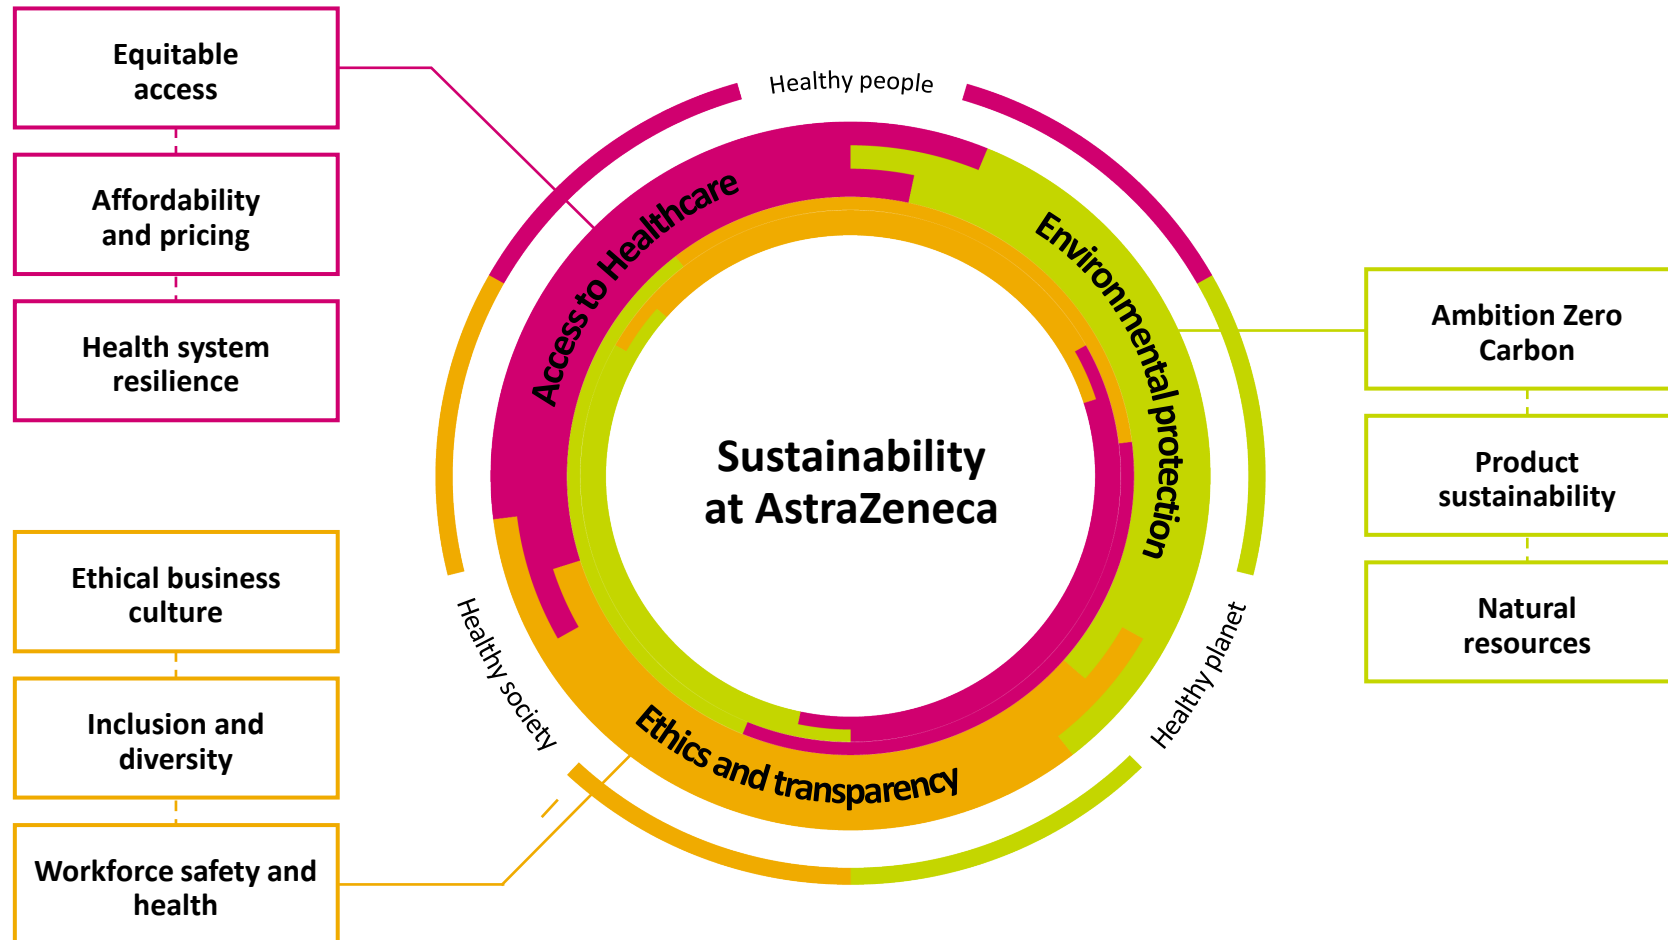 Equitable
access
Affordability
and pricing
Health system
resilience
Ethical business
culture
Inclusion and
diversity
Workforce safety and
health
Healthy people
Access to Healthcare
Environmental protection
Sustainability
at AstraZeneca
Ethics and transparency
Healthy society
Healthy planet
Ambition Zero
Carbon
Product
sustainability
Natural
resources